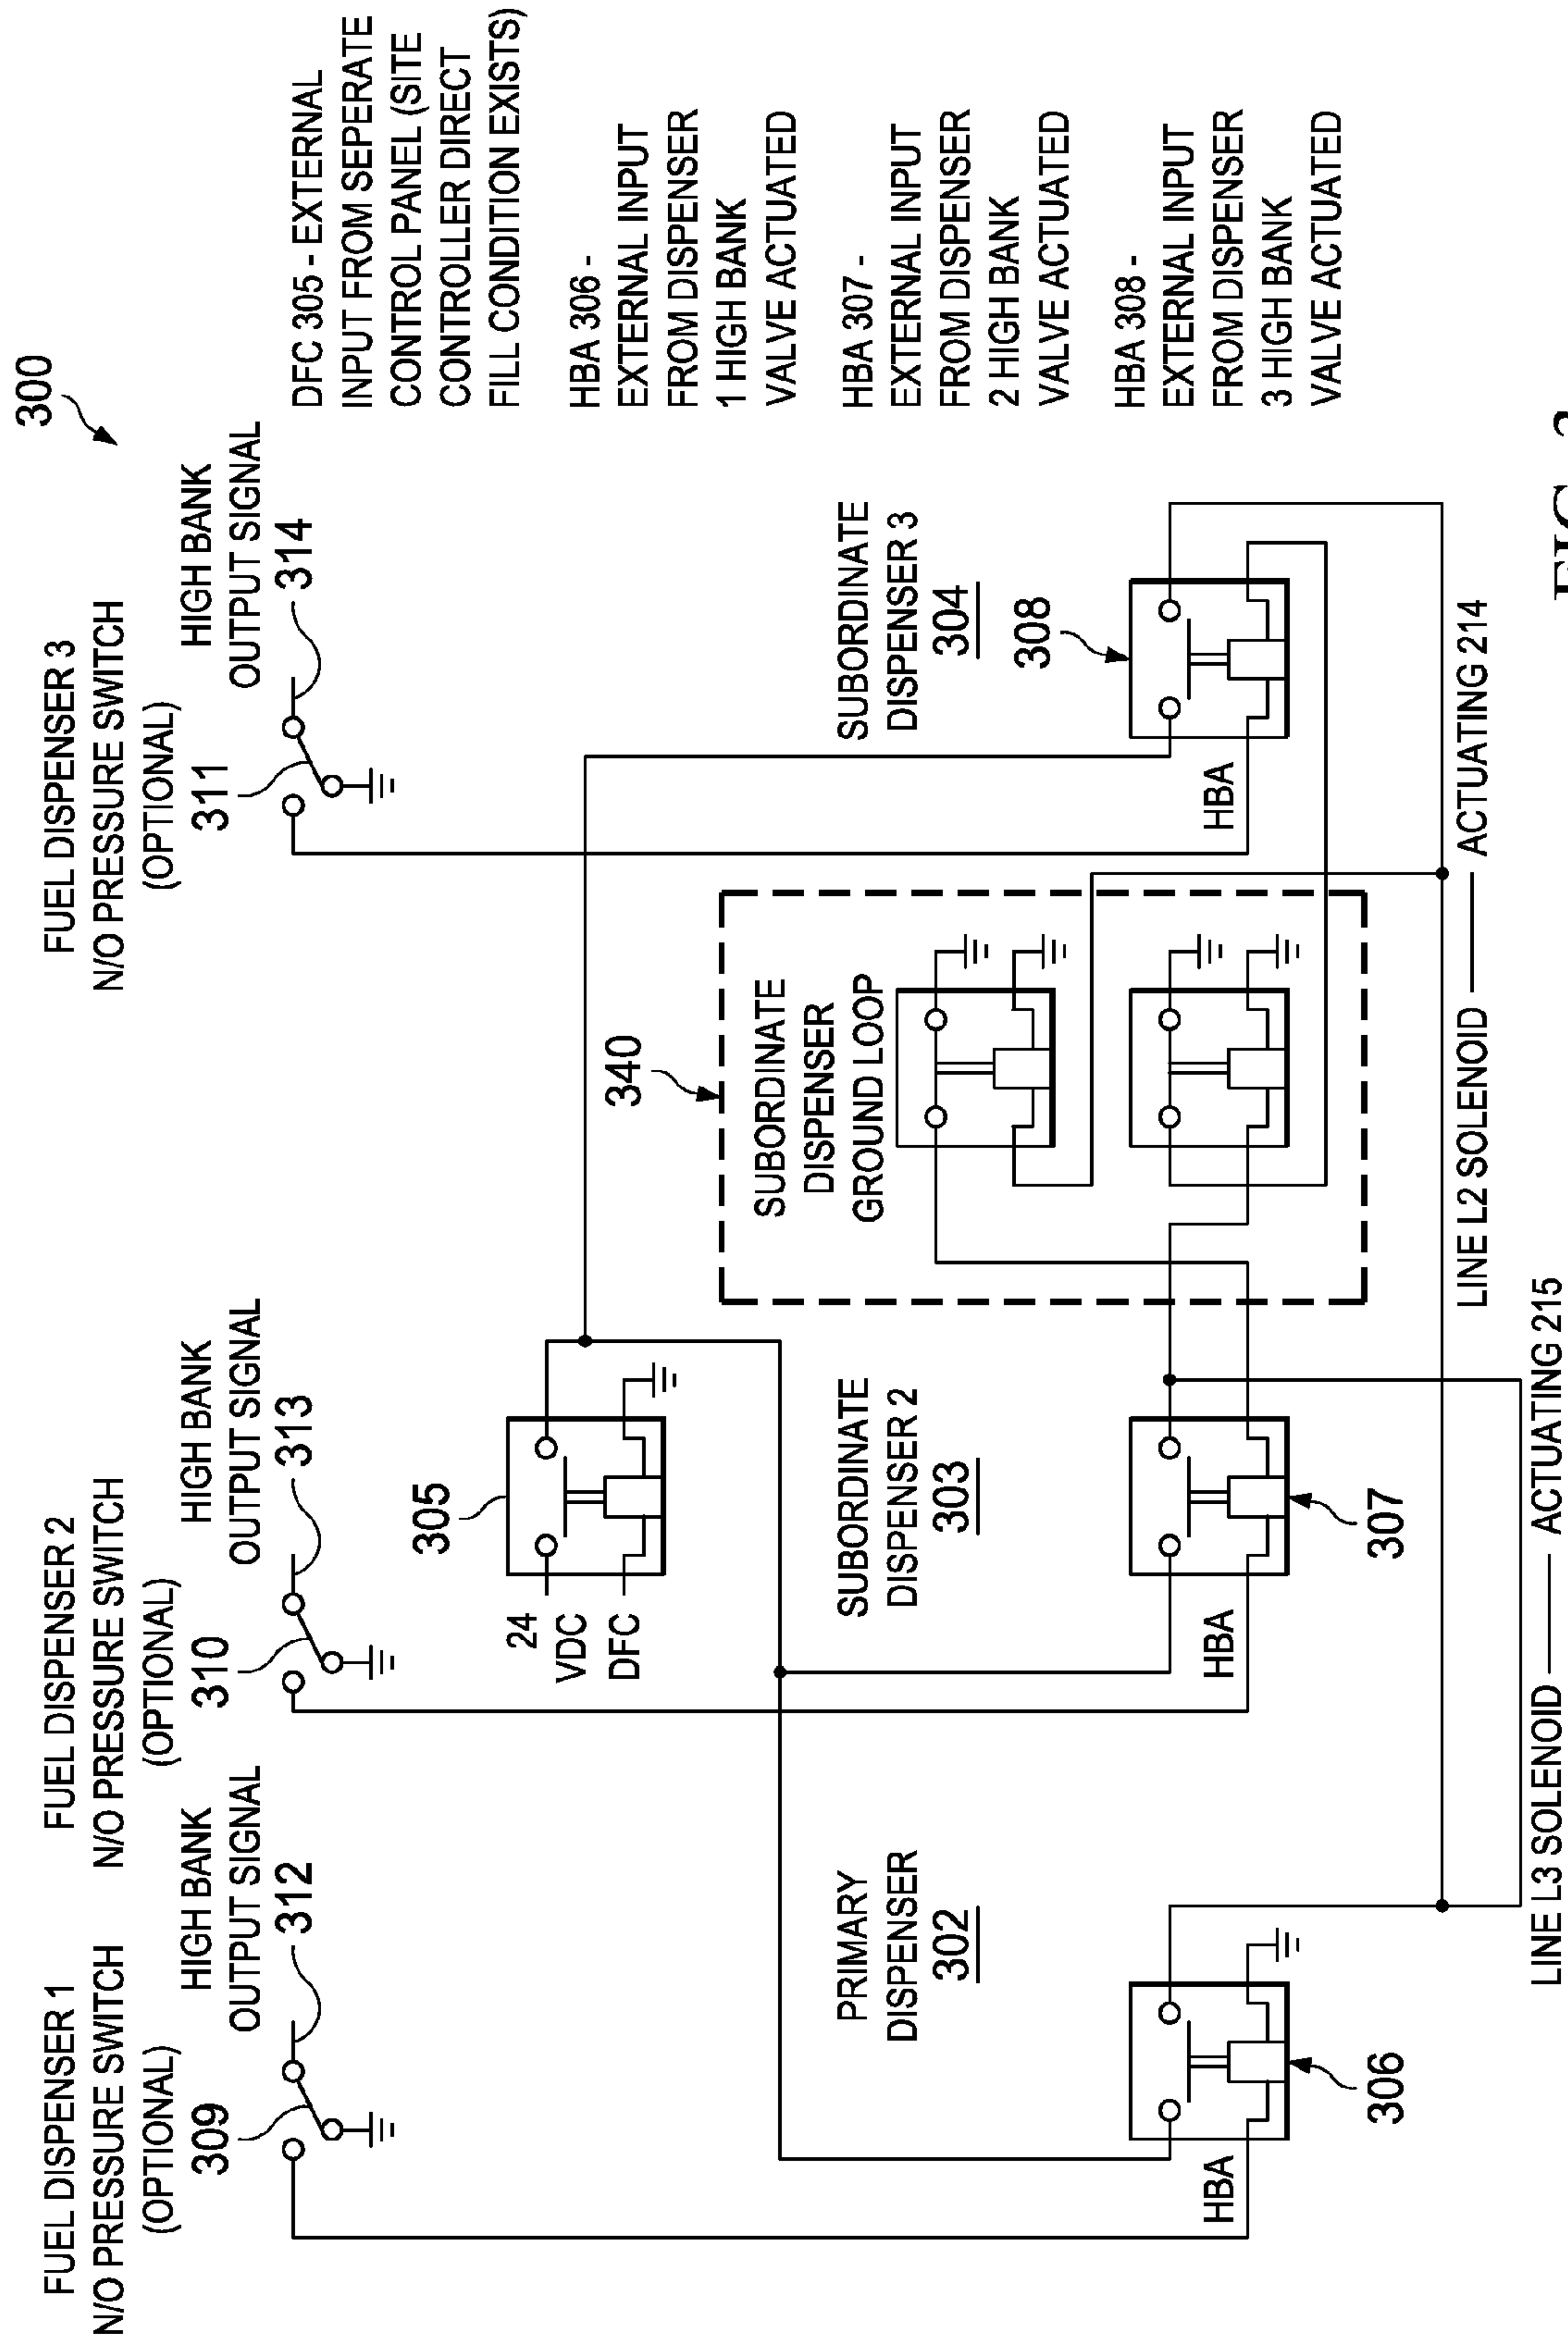 300
FUEL DISPENSER 1
N/O PRESSURE SWITCH
(OPTIONAL)
309
HIGH BANK
OUTPUT SIGNAL
312
FUEL DISPENSER 2
N/O PRESSURE SWITCH
(OPTIONAL)
310
HIGH BANK
OUTPUT SIGNAL
313
FUEL DISPENSER 3
N/O PRESSURE SWITCH
(OPTIONAL)
311
HIGH BANK
OUTPUT SIGNAL
314
DFC 305 - EXTERNAL
INPUT FROM SEPERATE
CONTROL PANEL (SITE
CONTROLLER DIRECT
FILL CONDITION EXISTS)
HBA 306 -
EXTERNAL INPUT
FROM DISPENSER
1 HIGH BANK
VALVE ACTUATED
HBA 307 -
EXTERNAL INPUT
FROM DISPENSER
2 HIGH BANK
VALVE ACTUATED
HBA 308 -
EXTERNAL INPUT
FROM DISPENSER
3 HIGH BANK
VALVE ACTUATED
305
24
VDC
DFC
340
SUBORDINATE
DISPENSER
GROUND LOOP
PRIMARY
DISPENSER
302
HBA
306
SUBORDINATE
DISPENSER 2
303
HBA
307
SUBORDINATE
DISPENSER 3
304
308
HBA
LINE L2 SOLENOID ACTUATING 214
LINE L3 SOLENOID ACTUATING 215